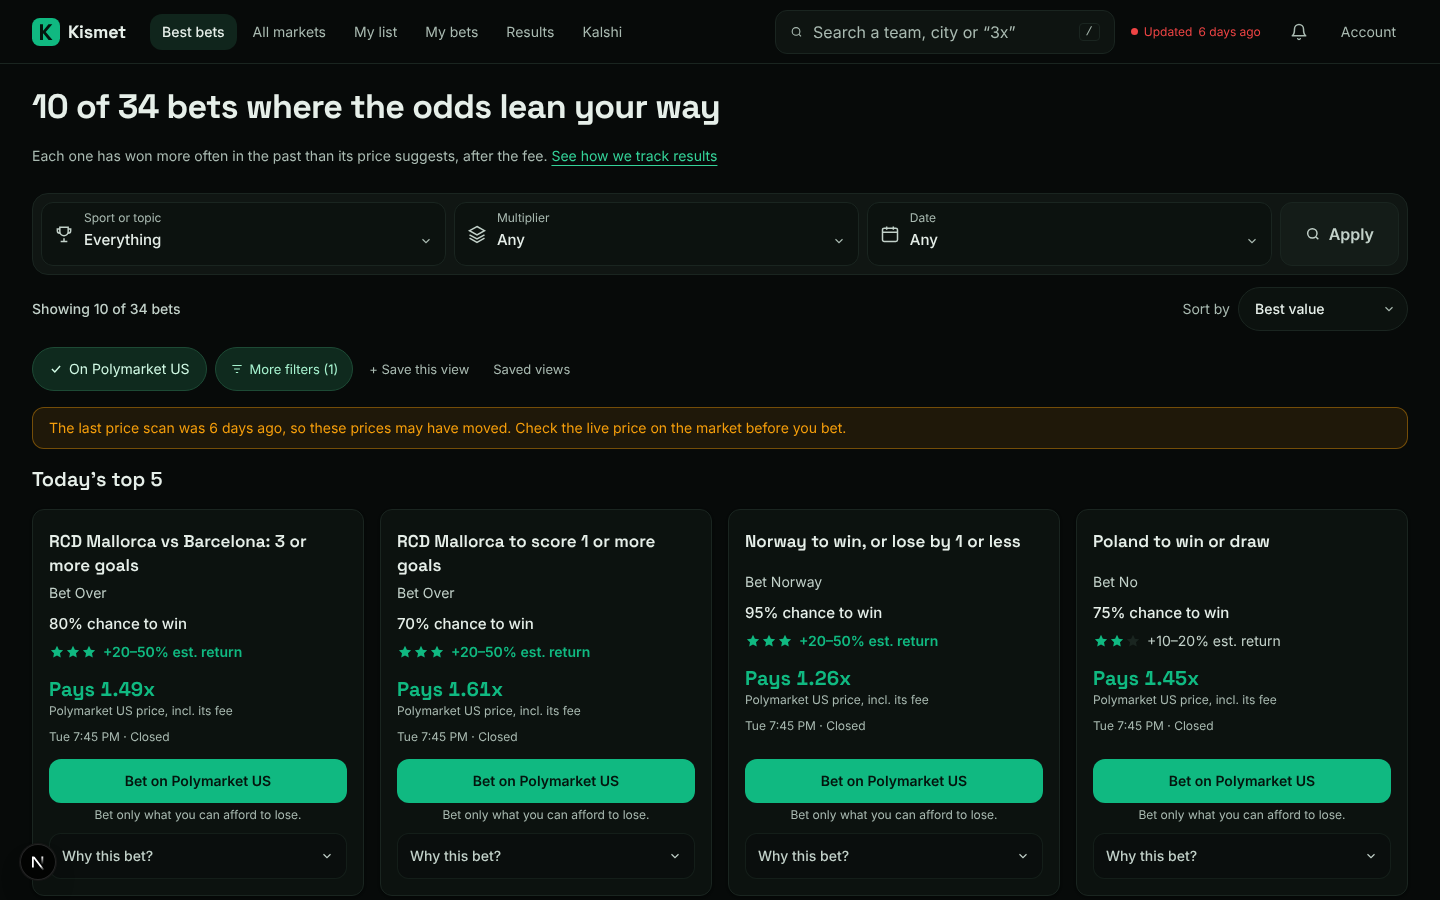 Kismet
Best bets
All markets
My list
My bets
Results
Kalshi
Search a team, city or “3x”
/
Updated 6 days ago
Account
10 of 34 bets where the odds lean your way
Each one has won more often in the past than its price suggests, after the fee. See how we track results
Sport or topic
Everything
Multiplier
Any
Date
Any
Apply
Showing 10 of 34 bets
Sort by
Best value
On Polymarket US
More filters (1)
+ Save this view
Saved views
The last price scan was 6 days ago, so these prices may have moved. Check the live price on the market before you bet.
Today’s top 5
RCD Mallorca vs Barcelona: 3 or
more goals
Bet Over
80% chance to win
+20–50% est. return
Pays 1.49x
Polymarket US price, incl. its fee
Tue 7:45 PM · Closed
Bet on Polymarket US
Bet only what you can afford to lose.
Why this bet?
RCD Mallorca to score 1 or more
goals
Bet Over
70% chance to win
+20–50% est. return
Pays 1.61x
Polymarket US price, incl. its fee
Tue 7:45 PM · Closed
Bet on Polymarket US
Bet only what you can afford to lose.
Why this bet?
Norway to win, or lose by 1 or less
Bet Norway
95% chance to win
+20–50% est. return
Pays 1.26x
Polymarket US price, incl. its fee
Tue 7:45 PM · Closed
Bet on Polymarket US
Bet only what you can afford to lose.
Why this bet?
Poland to win or draw
Bet No
75% chance to win
+10–20% est. return
Pays 1.45x
Polymarket US price, incl. its fee
Tue 7:45 PM · Closed
Bet on Polymarket US
Bet only what you can afford to lose.
Why this bet?